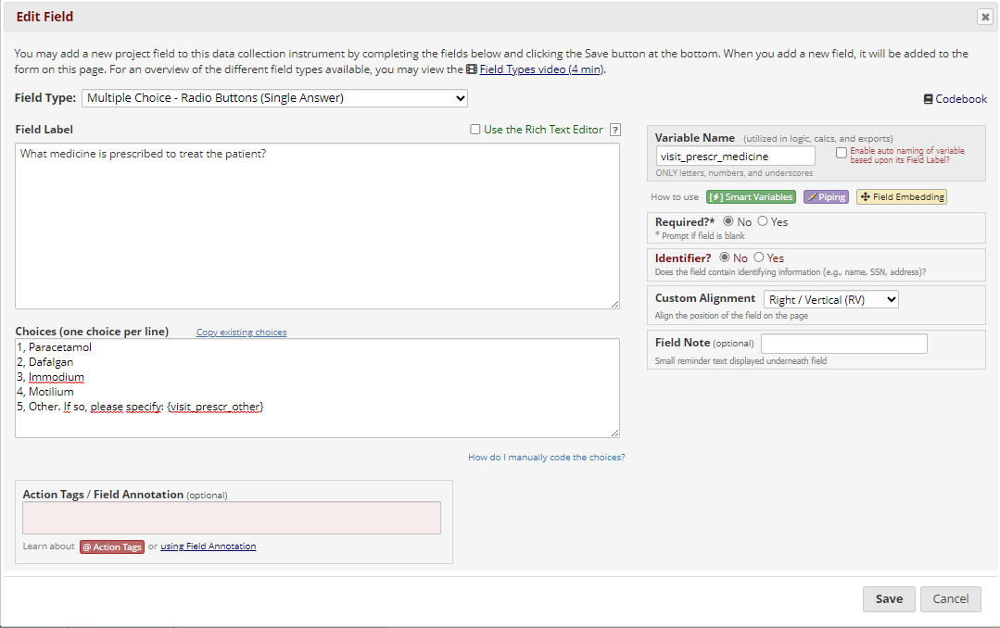 Edit Field
You may add a new project field to this data collection instrument by completing the fields below and clicking the Save button at the bottom. When you add a new field, it will be added to the
form on this page. For an overview of the different field types available, you may view the Field Types video (4 min).
Field Type: Multiple Choice - Radio Buttons (Single Answer)
Codebook
Field Label
Use the Rich Text Editor ?
What medicine is prescribed to treat the patient?
Choices (one choice per line) Copy existing choices
1, Paracetamol
2, Dafalgan
3, Immodium
4, Motilium
5, Other. If so, please specify: {visit_prescr_other}
How do I manually code the choices?
Action Tags / Field Annotation (optional)
Learn about @ Action Tags or using Field Annotation
Variable Name (utilized in logic, calcs, and exports)
visit_prescr_medicine
Enable auto naming of variable
based upon its Field Label?
ONLY letters, numbers, and underscores
How to use Smart Variables Piping Field Embedding
Required?* No Yes
* Prompt if field is blank
Identifier? No Yes
Does the field contain identifying information (e.g., name, SSN, address)?
Custom Alignment Right / Vertical (RV)
Align the position of the field on the page
Field Note (optional)
Small reminder text displayed underneath field
Save Cancel